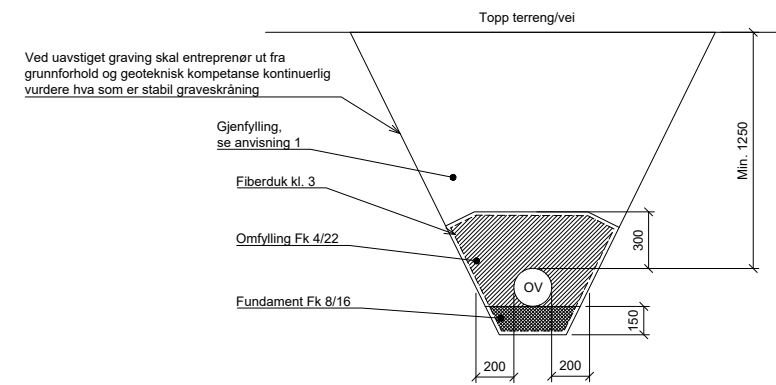 Topp terreng/vei
Ved uavstiget graving skal entreprenør ut fra
grunnforhold og geoteknisk kompetanse kontinuerlig
vurdere hva som er stabil graveskråning
Gjenfylling,
se anvisning 1
Min. 1250
Fiberduk kl. 3
300
Omfylling Fk 4/22
OV
Fundament Fk 8/16
150
200
200